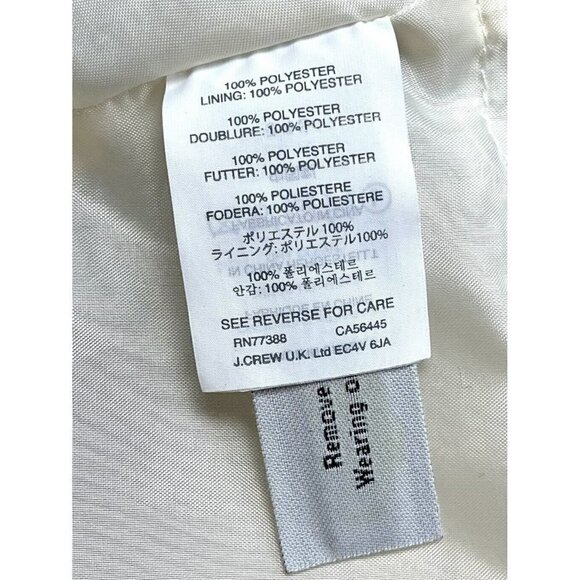 100% POLYESTER
LINING: 100% POLYESTER
100% POLYESTER
DOUBLURE: 100% POLYESTER
100% POLYESTER
FUTTER: 100% POLYESTER
100% POLIESTERE
FODERA: 100% POLIESTERE
ポリエステル 100%
ライニング: ポリエステル100%
100% 폴리에스테르
안감: 100% 폴리에스테르
SEE REVERSE FOR CARE
RN77388 CA56445
J.CREW U.K. Ltd EC4V 6JA
Remove
Wearing o